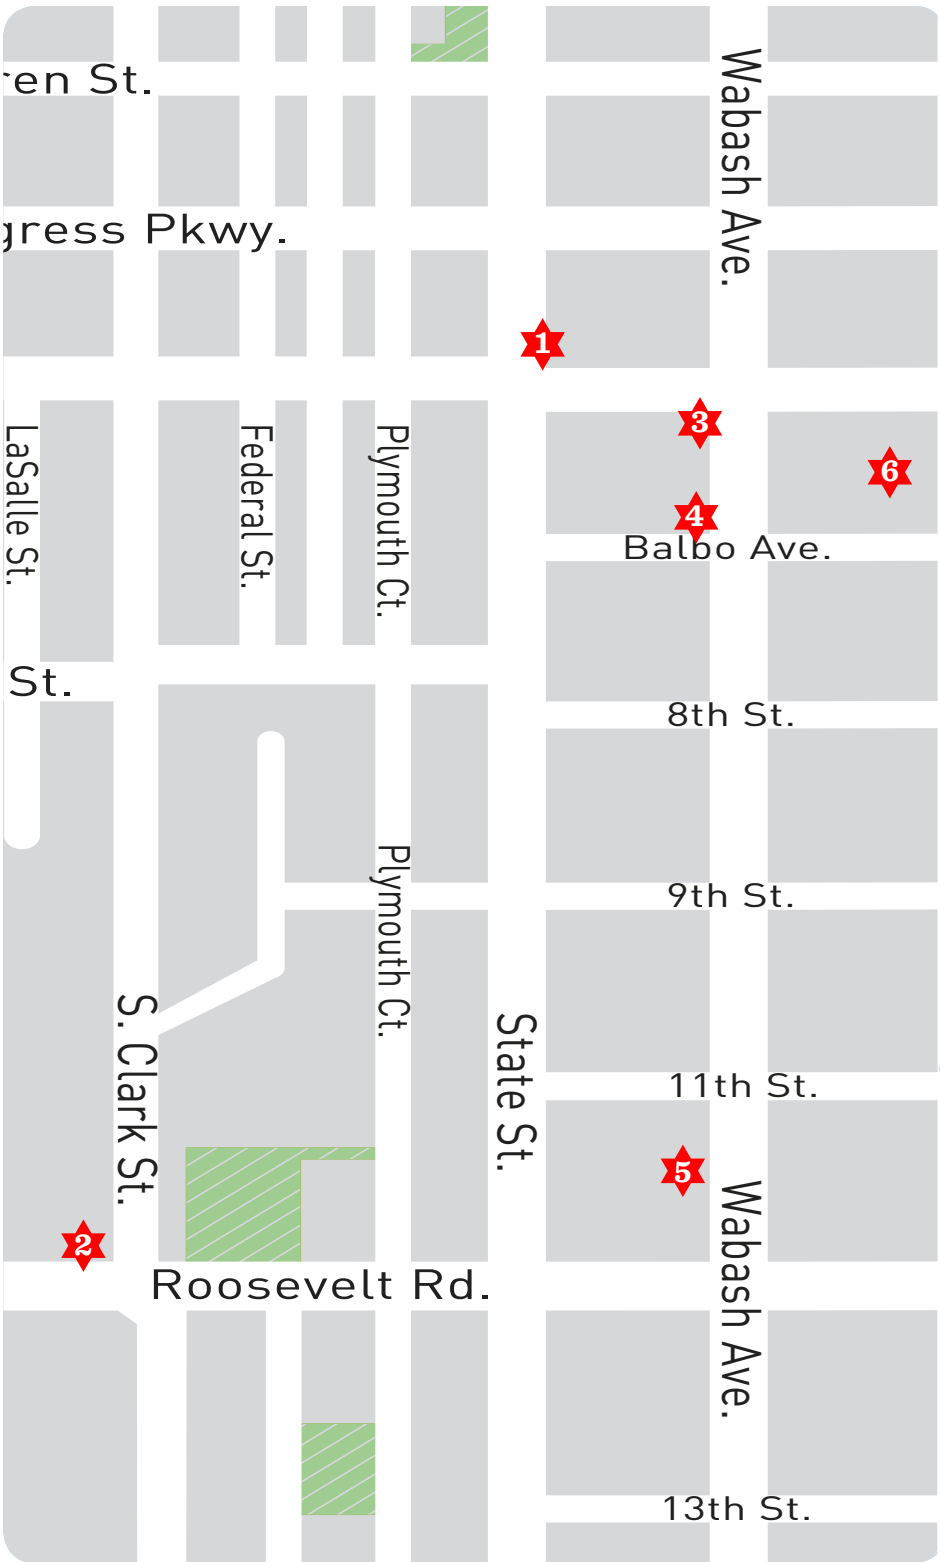 ren St.
Wabash Ave.
gress Pkwy.
1
3
LaSalle St.
Federal St.
Plymouth Ct.
6
4
Balbo Ave.
St.
8th St.
Plymouth Ct.
9th St.
S. Clark St.
State St.
11th St.
5
Wabash Ave.
2
Roosevelt Rd.
13th St.